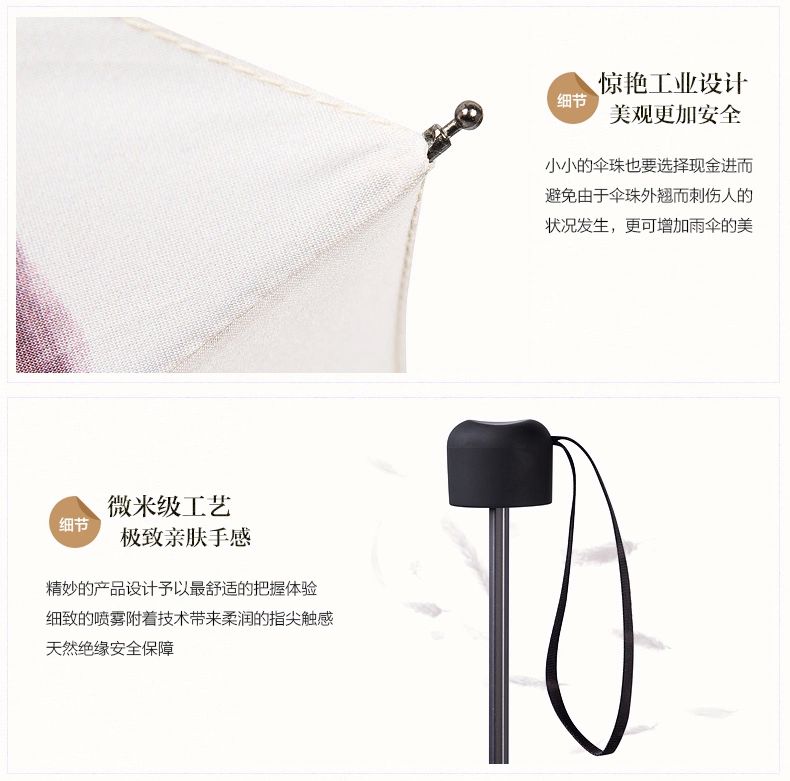 细节
惊艳工业设计
美观更加安全
小小的伞珠也要选择现金进而
避免由于伞珠外翘而刺伤人的
状况发生，更可增加雨伞的美
细节
微米级工艺
极致亲肤手感
精妙的产品设计予以最舒适的把握体验
细致的喷雾附着技术带来柔润的指尖触感
天然绝缘安全保障